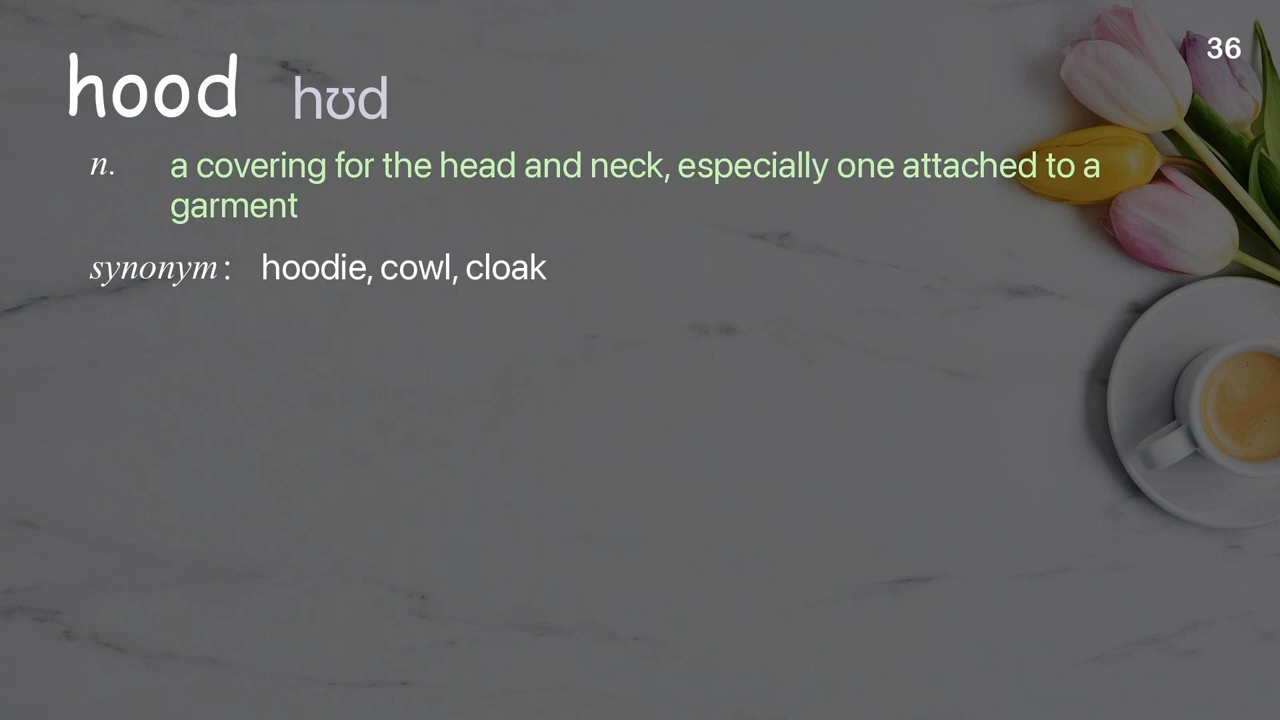 36
hood hʊd
n. a covering for the head and neck, especially one attached to a
garment
synonym: hoodie, cowl, cloak